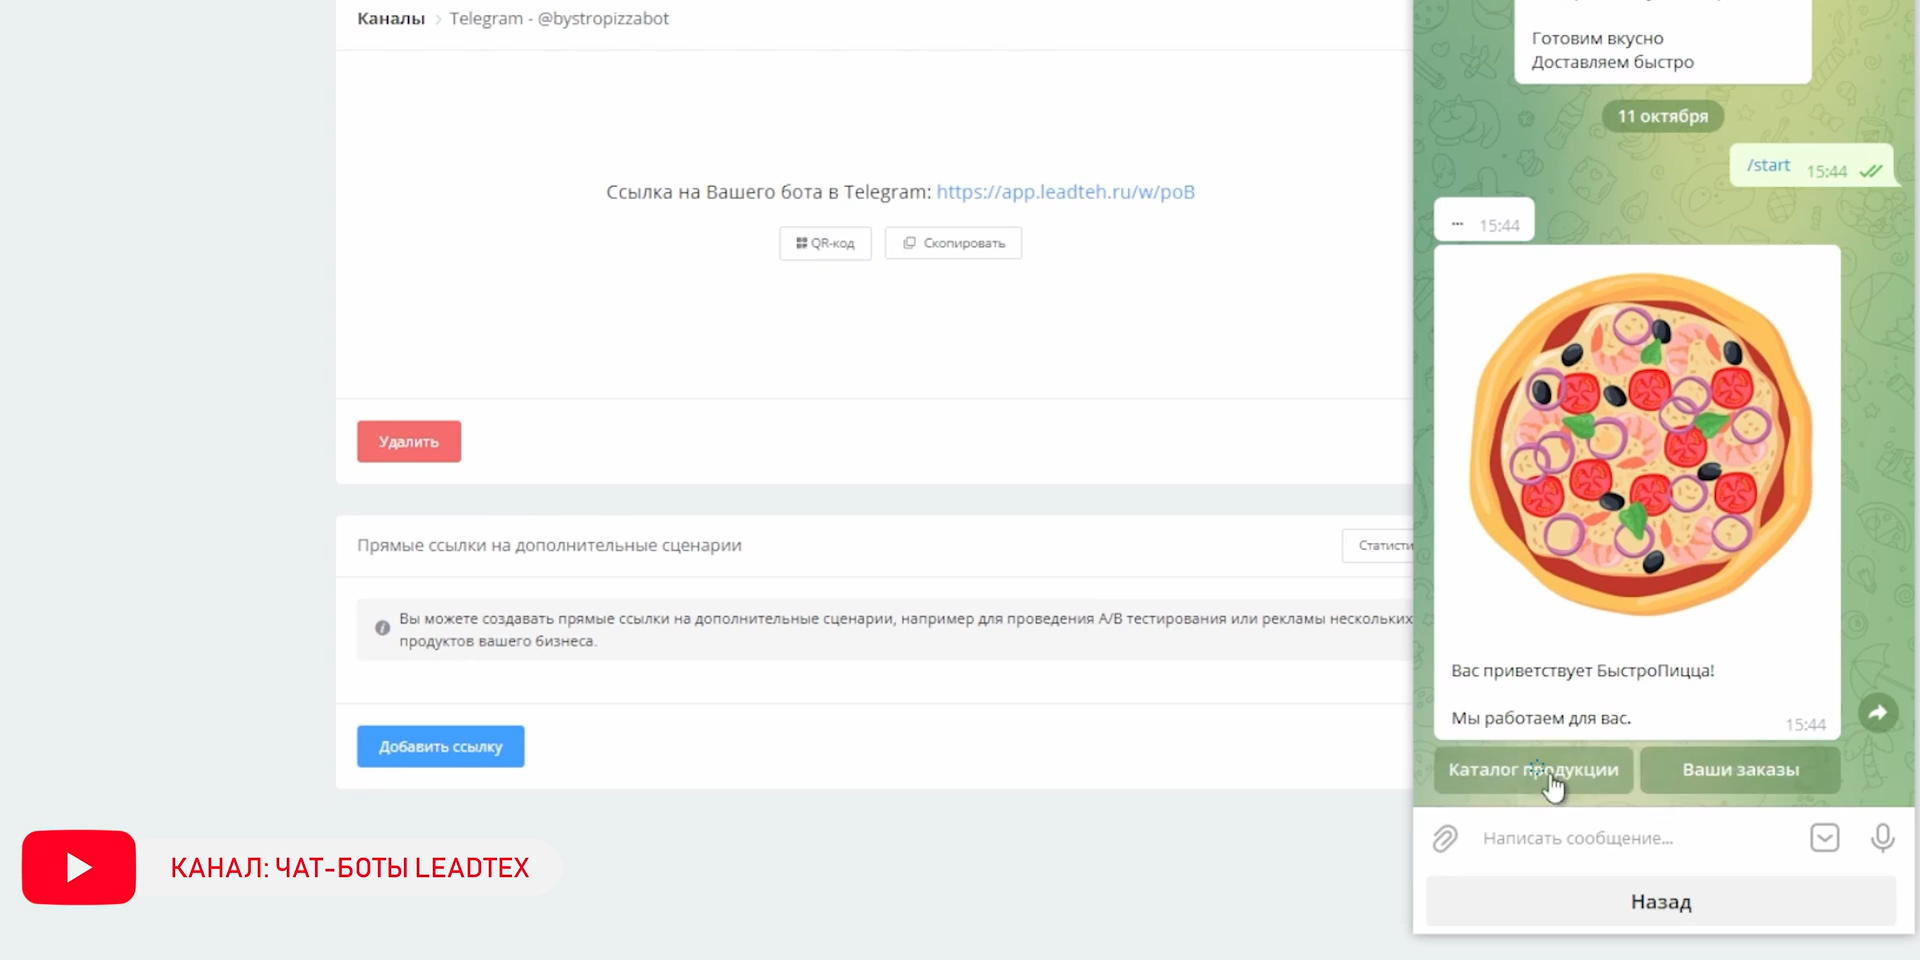 Каналы › Telegram - @bystropizzabot
Ссылка на Вашего бота в Telegram: https://app.leadteh.ru/w/poB
QR-код
Скопировать
Удалить
Прямые ссылки на дополнительные сценарии
Статисти
Вы можете создавать прямые ссылки на дополнительные сценарии, например для проведения A/B тестирования или рекламы нескольких
продуктов вашего бизнеса.
Добавить ссылку
КАНАЛ: ЧАТ-БОТЫ LEADTEX
Готовим вкусно
Доставляем быстро
11 октября
/start 15:44
... 15:44
Вас приветствует БыстроПицца!
Мы работаем для вас.
15:44
Каталог продукции
Ваши заказы
Написать сообщение...
Назад